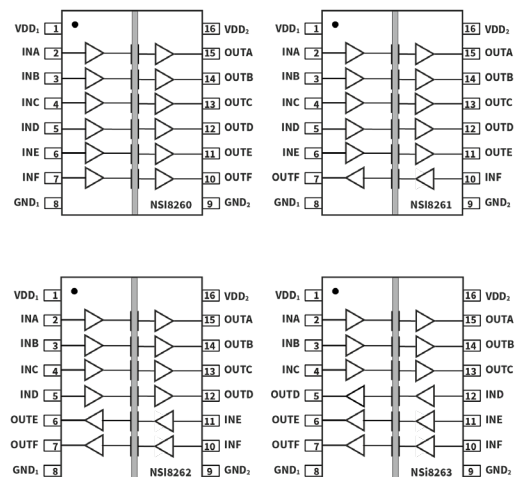 VDD₁ 1 16 VDD₂
INA 2 15 OUTA
INB 3 14 OUTB
INC 4 13 OUTC
IND 5 12 OUTD
INE 6 11 OUTE
INF 7 10 OUTF
GND₁ 8 9 GND₂
NSI8260
VDD₁ 1 16 VDD₂
INA 2 15 OUTA
INB 3 14 OUTB
INC 4 13 OUTC
IND 5 12 OUTD
INE 6 11 OUTE
OUTF 7 10 INF
GND₁ 8 9 GND₂
NSI8261
VDD₁ 1 16 VDD₂
INA 2 15 OUTA
INB 3 14 OUTB
INC 4 13 OUTC
IND 5 12 OUTD
OUTE 6 11 INE
OUTF 7 10 INF
GND₁ 8 9 GND₂
NSI8262
VDD₁ 1 16 VDD₂
INA 2 15 OUTA
INB 3 14 OUTB
INC 4 13 OUTC
OUTD 5 12 IND
OUTE 6 11 INE
OUTF 7 10 INF
GND₁ 8 9 GND₂
NSi8263